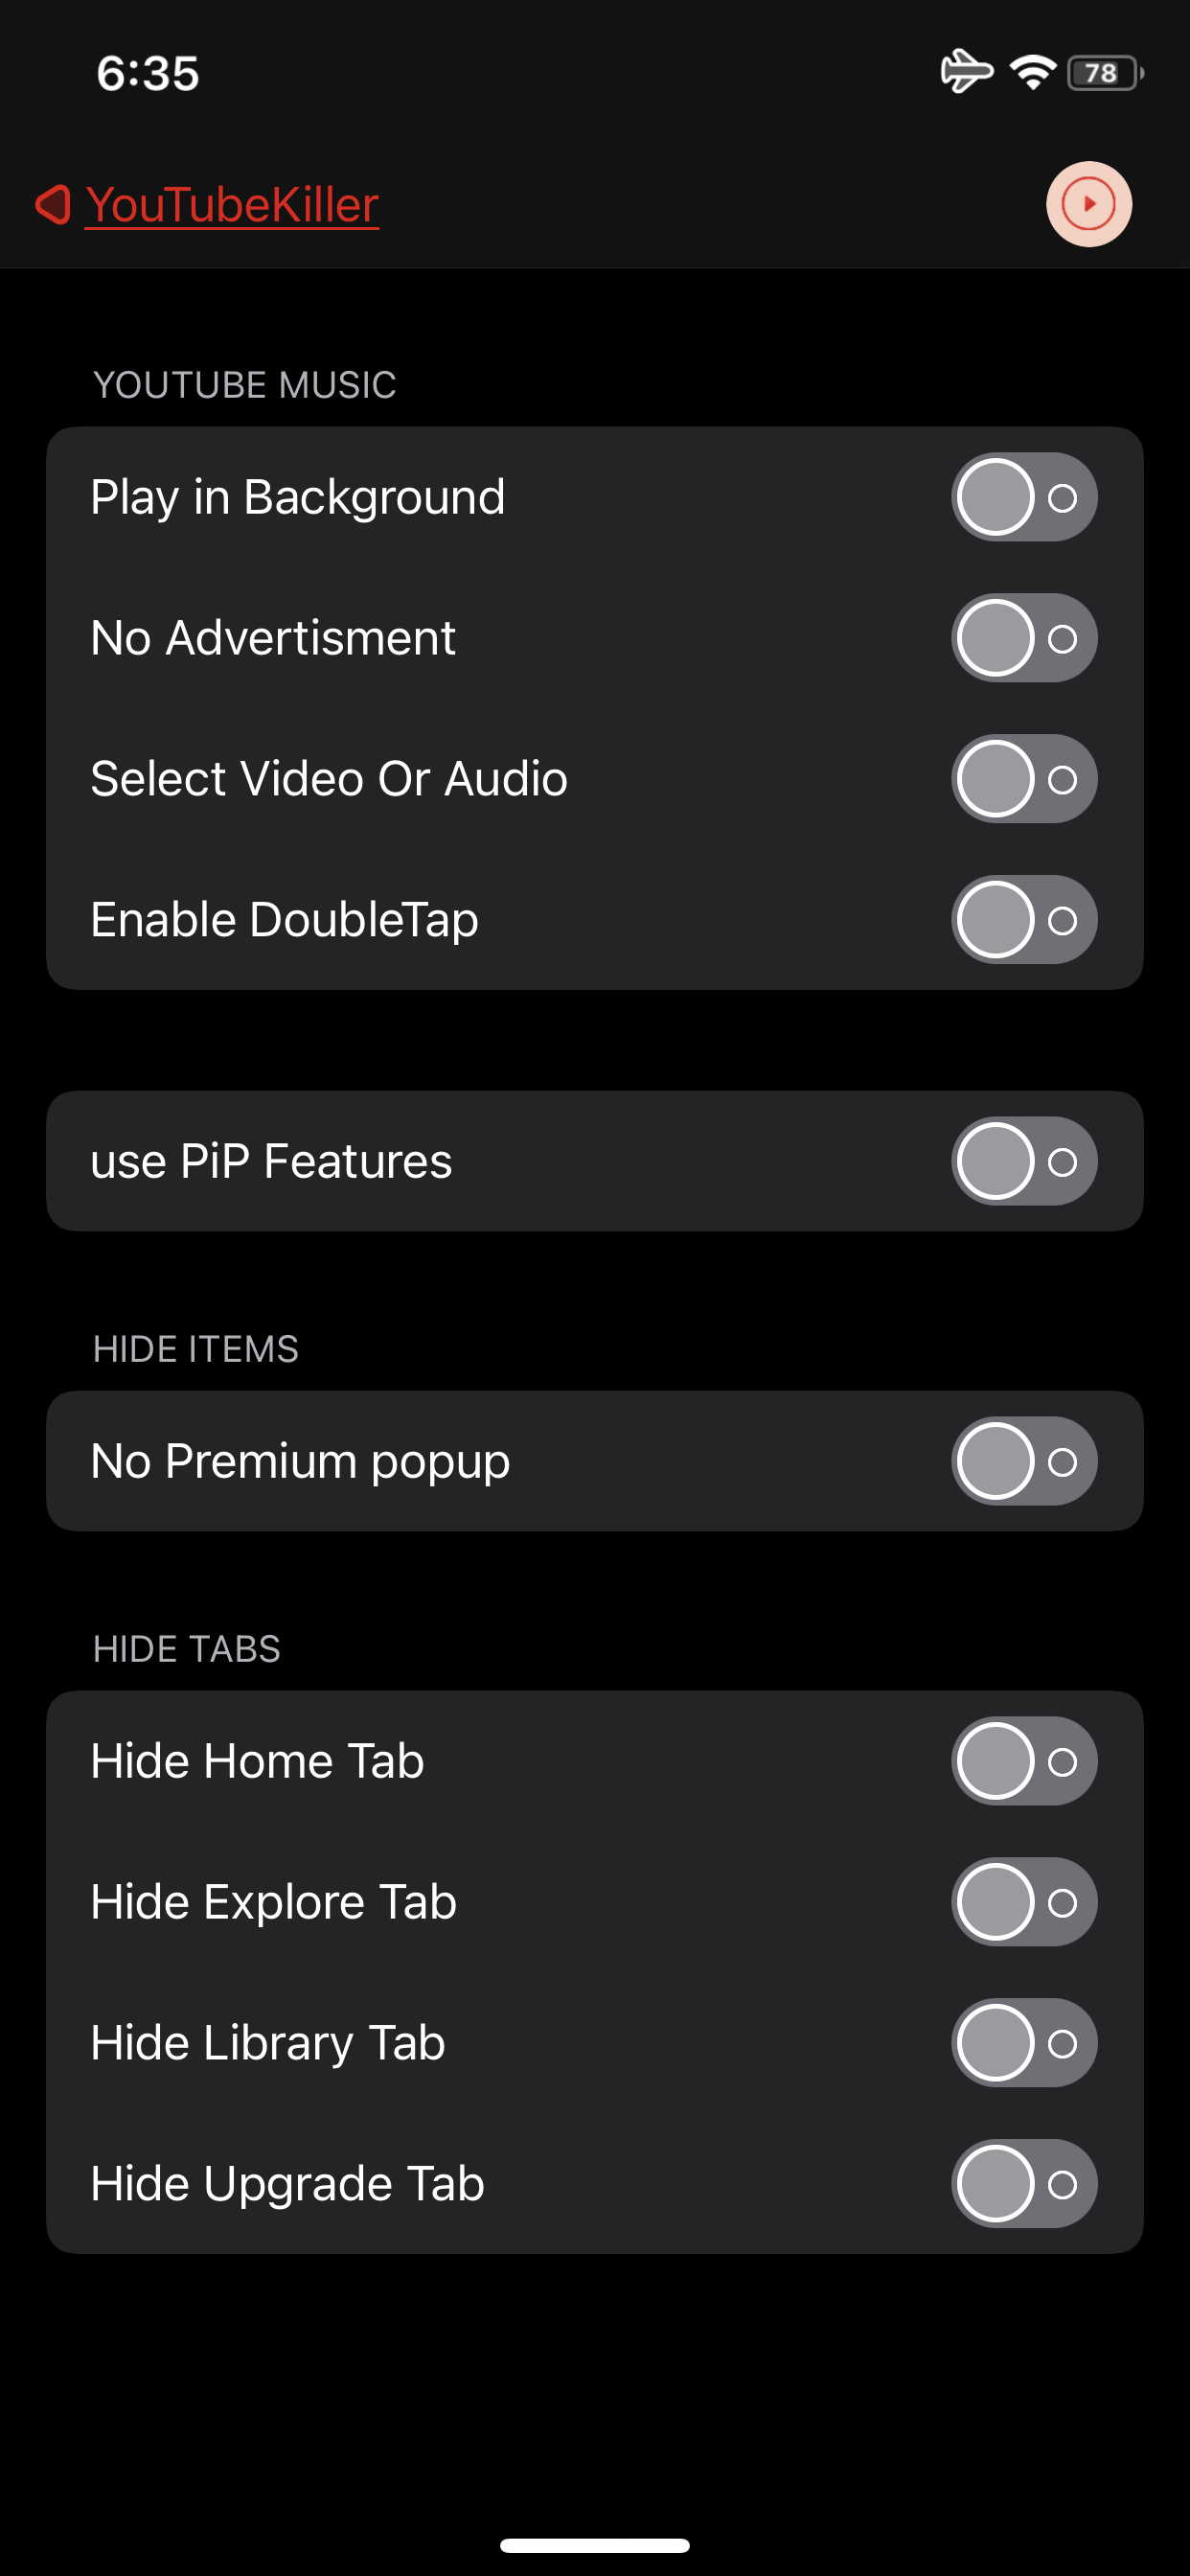 6:35
78
YouTubeKiller
YOUTUBE MUSIC
Play in Background
No Advertisment
Select Video Or Audio
Enable DoubleTap
use PiP Features
HIDE ITEMS
No Premium popup
HIDE TABS
Hide Home Tab
Hide Explore Tab
Hide Library Tab
Hide Upgrade Tab